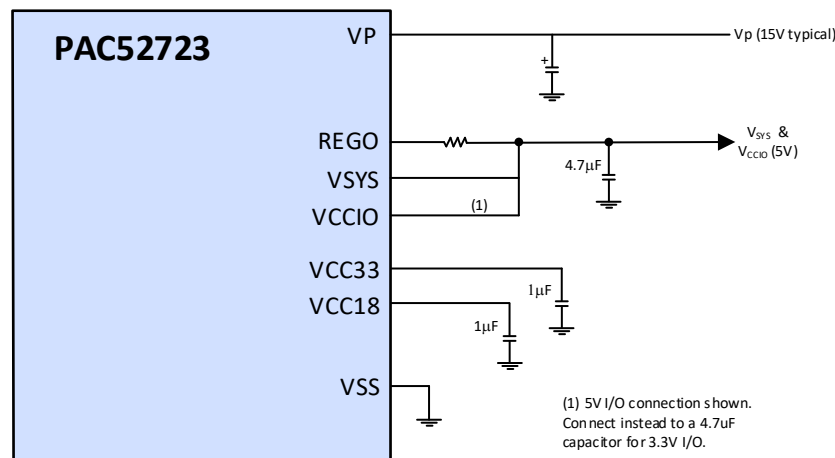 PAC52723
VP
Vp (15V typical)
+
REGO
VSYS &
VCCIO (5V)
4.7µF
VSYS
VCCIO
(1)
VCC33
1µF
VCC18
1µF
VSS
(1) 5V I/O connection shown.
Connect instead to a 4.7uF
capacitor for 3.3V I/O.